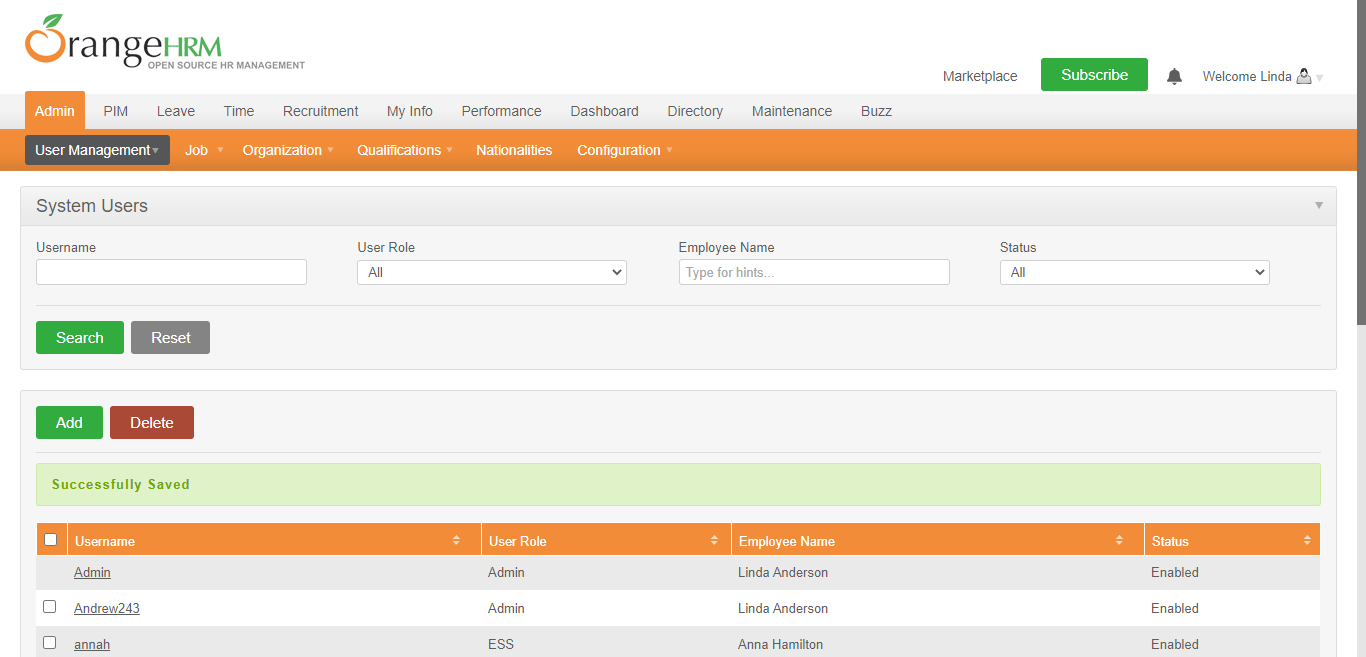 OrangeHRM
OPEN SOURCE HR MANAGEMENT
Marketplace Subscribe Welcome Linda
Admin PIM Leave Time Recruitment My Info Performance Dashboard Directory Maintenance Buzz
User Management Job Organization Qualifications Nationalities Configuration
System Users
Username User Role Employee Name Status
All Type for hints... All
Search Reset
Add Delete
Successfully Saved
Username User Role Employee Name Status
Admin Admin Linda Anderson Enabled
Andrew243 Admin Linda Anderson Enabled
annah ESS Anna Hamilton Enabled